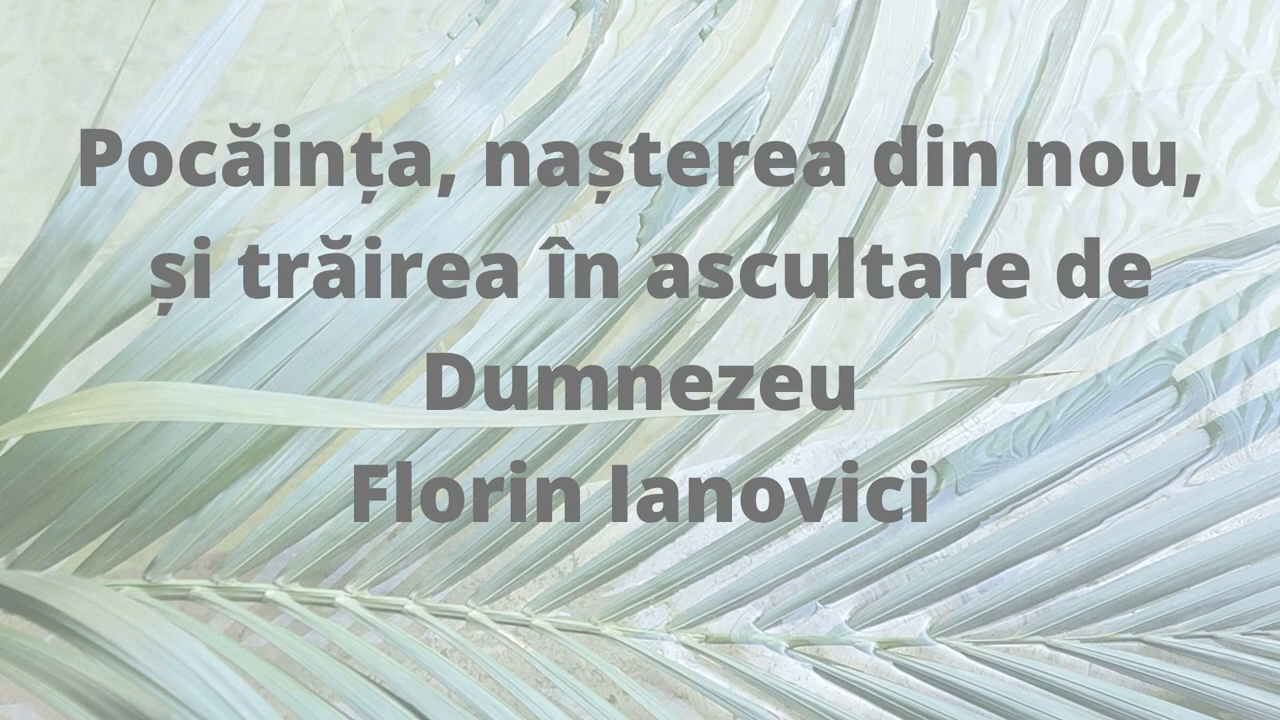 Pocăința, nașterea din nou,
și trăirea în ascultare de
Dumnezeu
Florin Ianovici